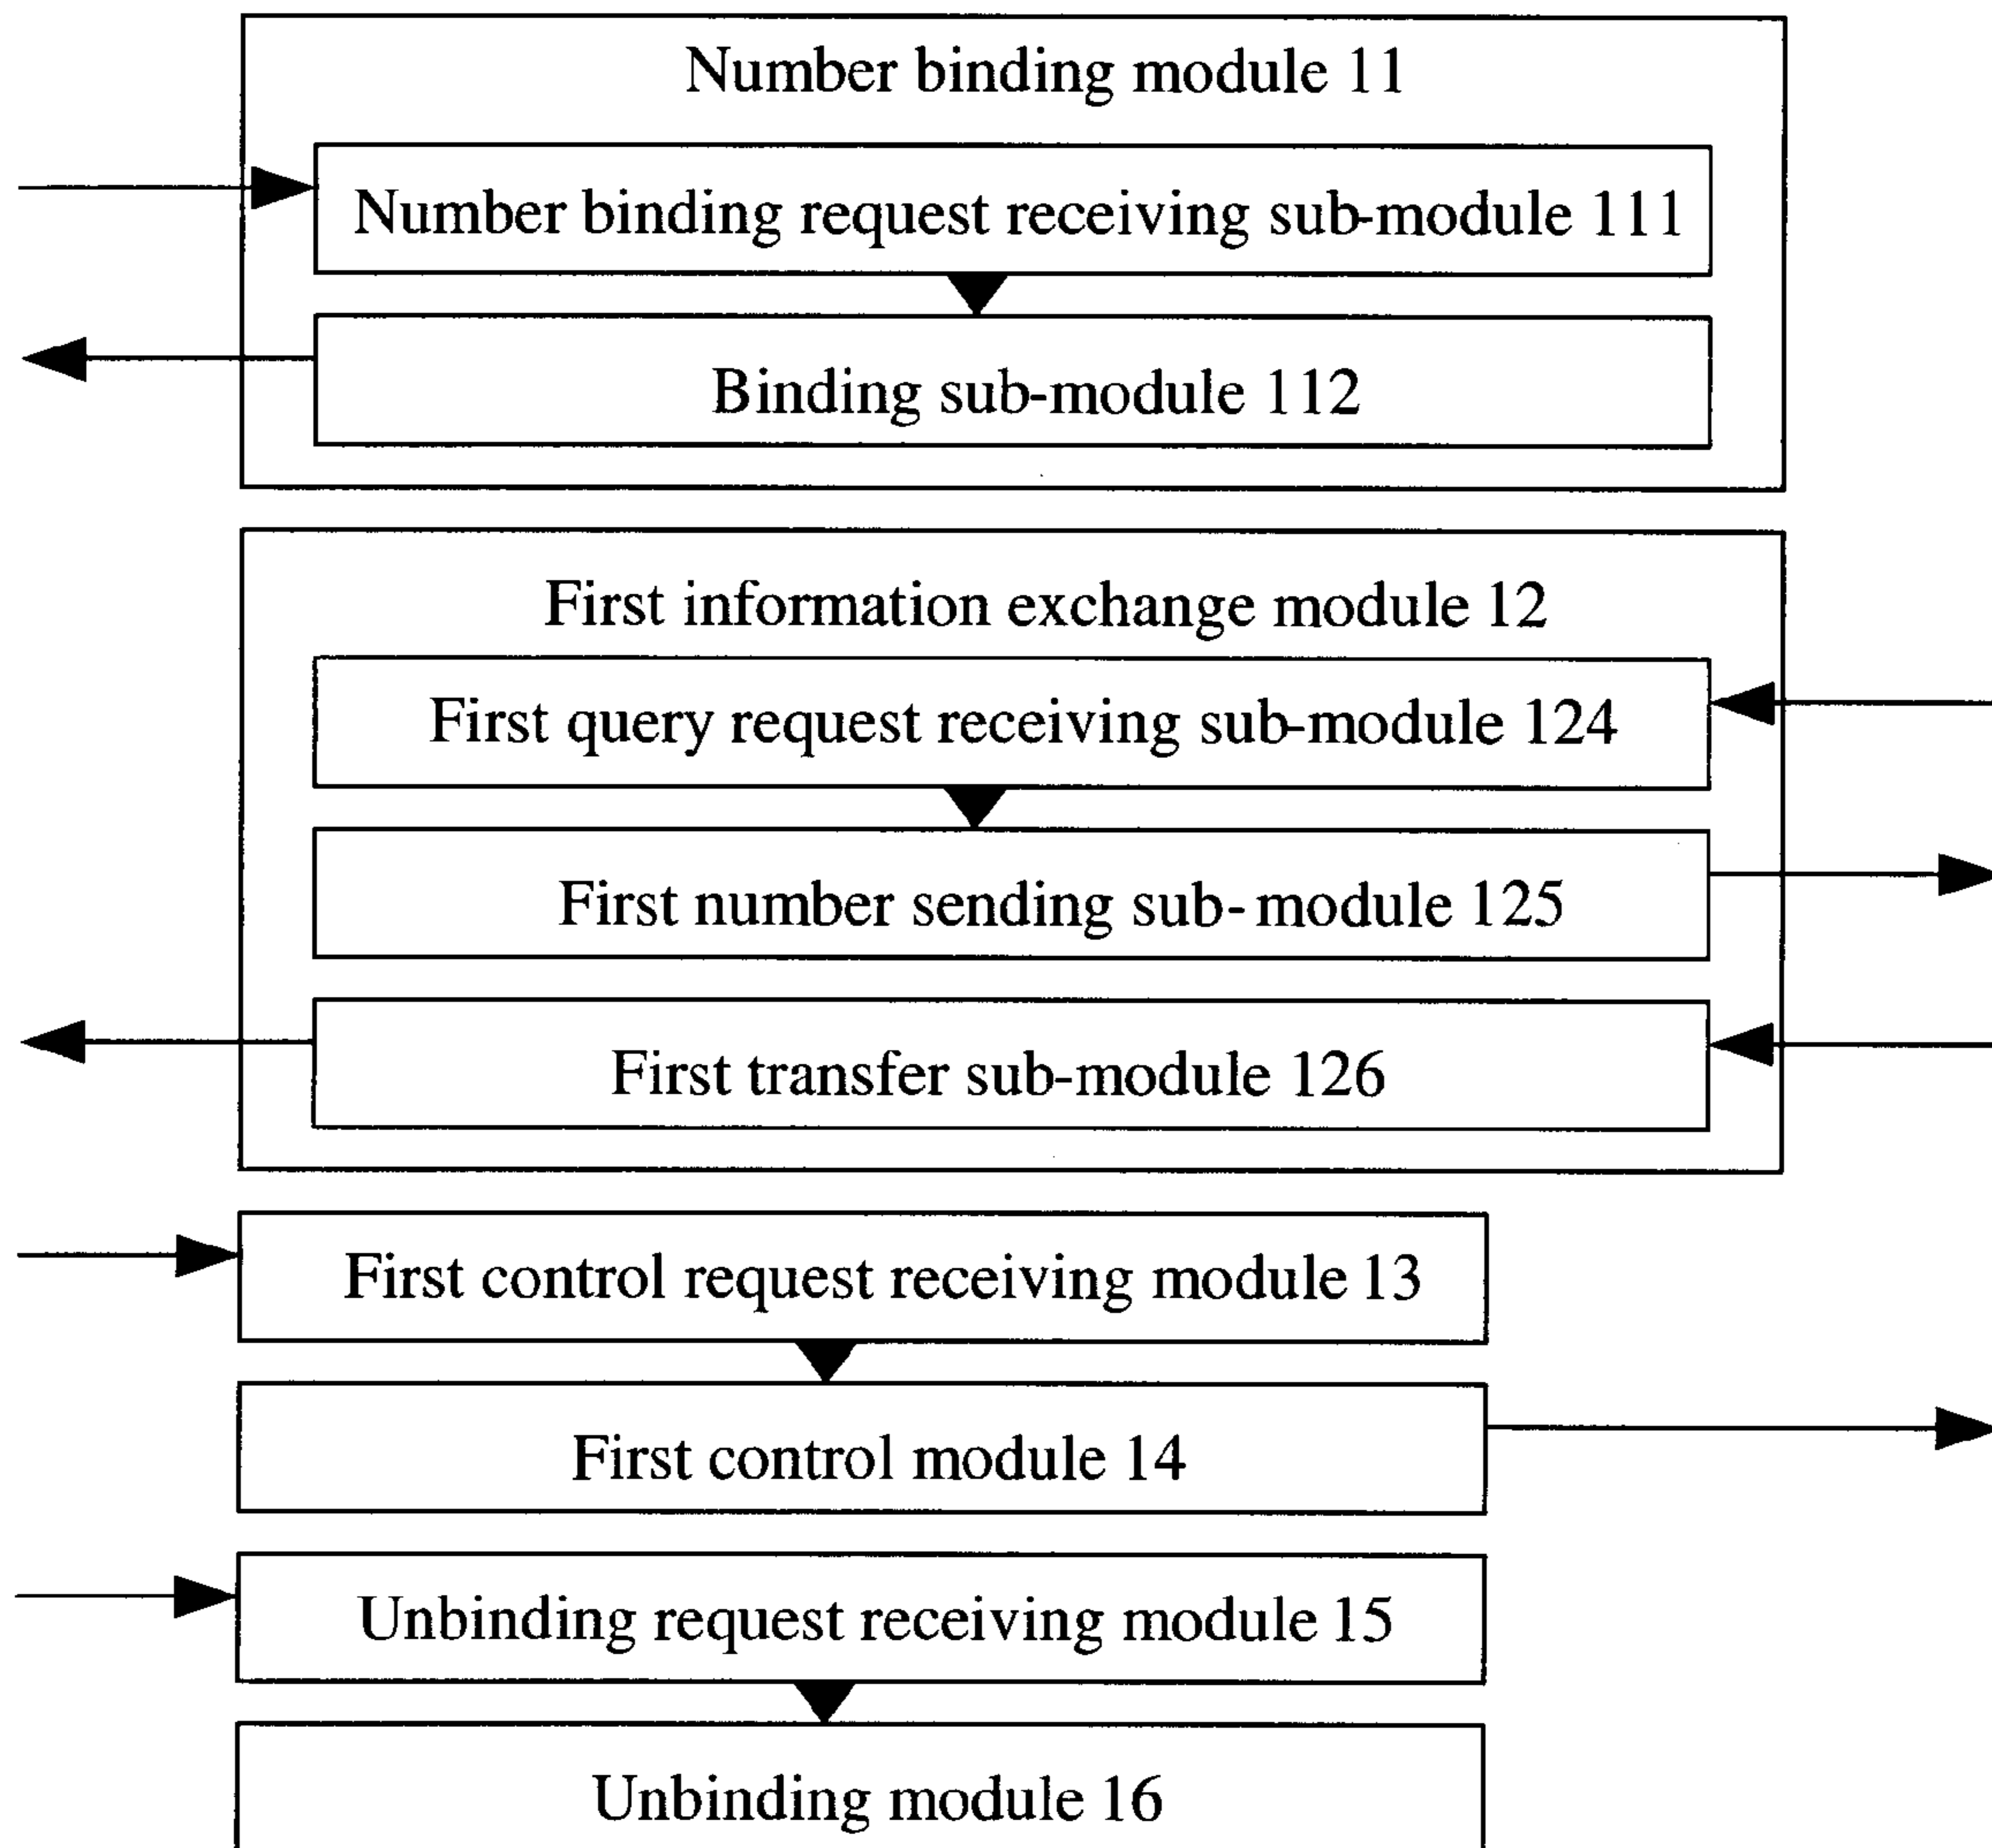 Number binding module 11
Number binding request receiving sub-module 111
Binding sub-module 112
First information exchange module 12
First query request receiving sub-module 124
First number sending sub-module 125
First transfer sub-module 126
First control request receiving module 13
First control module 14
Unbinding request receiving module 15
Unbinding module 16